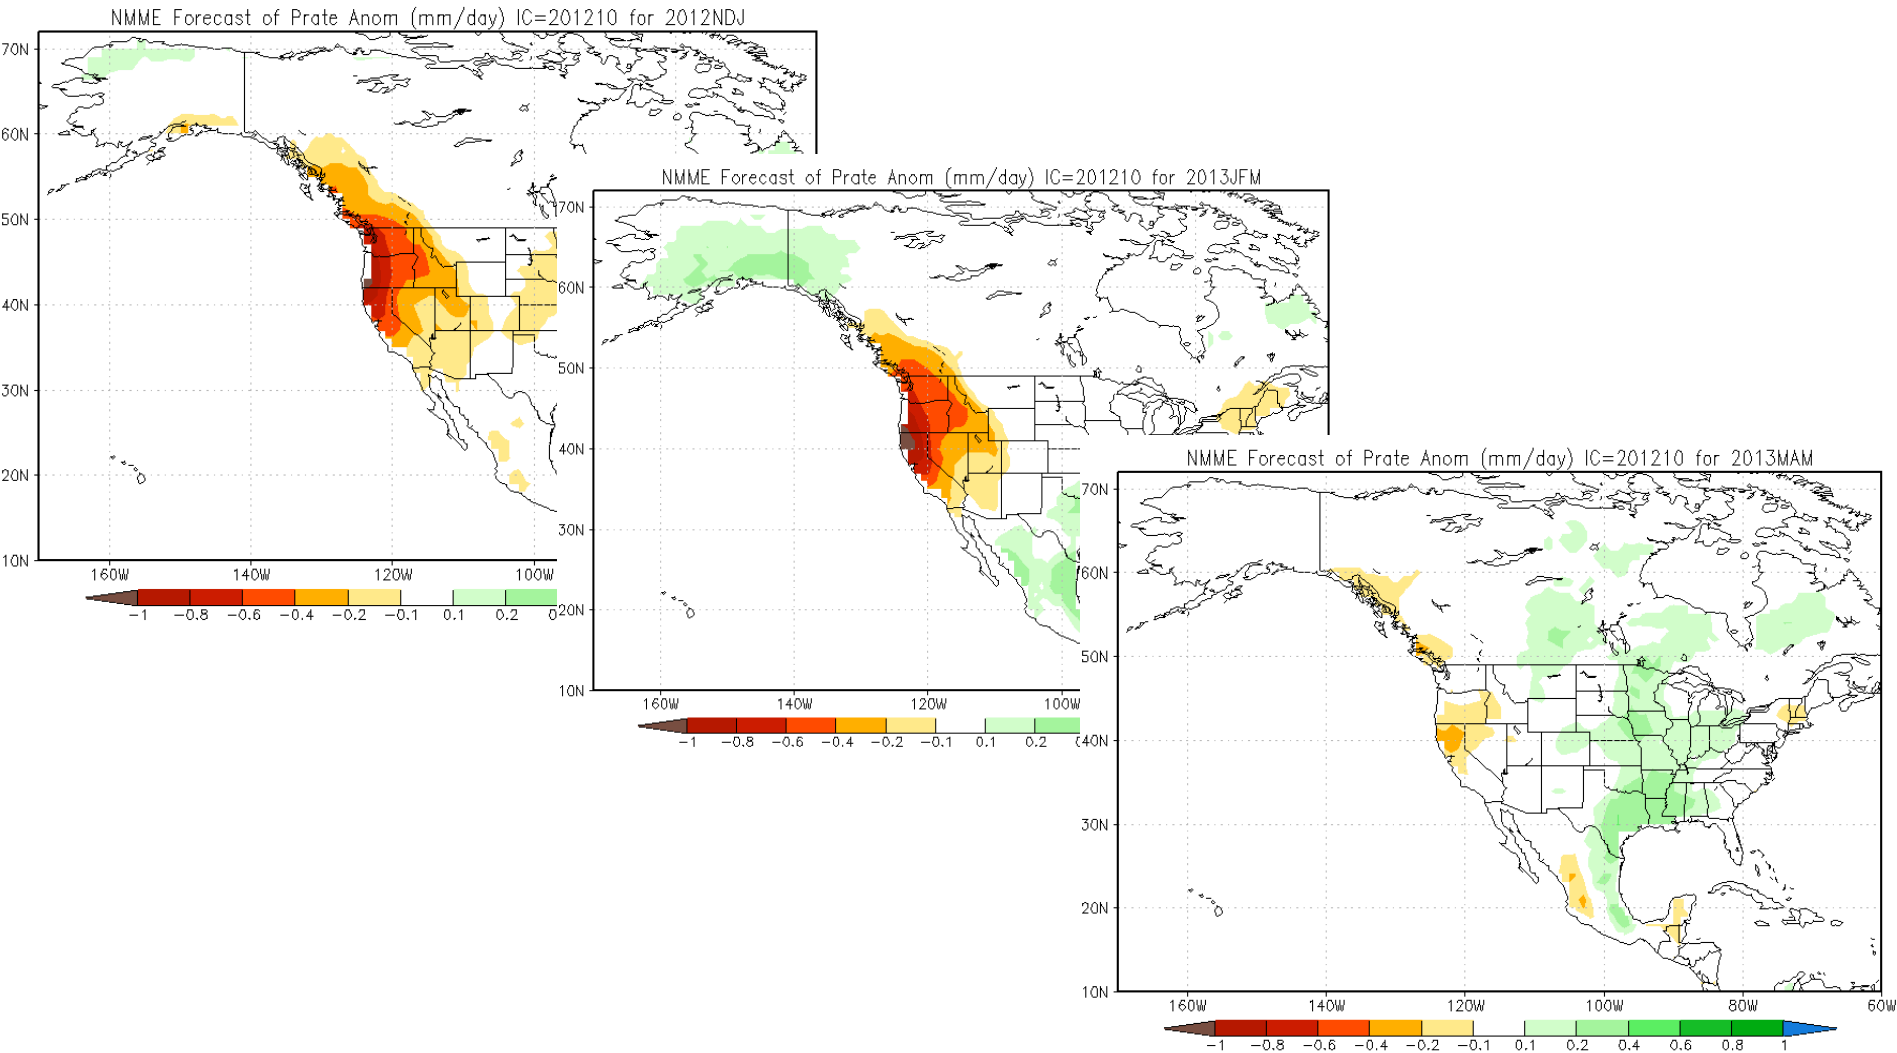 NMME Forecast of Prate Anom (mm/day) IC=201210 for 2012NDJ
70N
60N
50N
40N
30N
20N
10N
160W 140W 120W 100W
−1 −0.8 −0.6 −0.4 −0.2 −0.1 0.1 0.2 0
NMME Forecast of Prate Anom (mm/day) IC=201210 for 2013JFM
70N
60N
50N
40N
30N
20N
10N
160W 140W 120W 100W
−1 −0.8 −0.6 −0.4 −0.2 −0.1 0.1 0.2
NMME Forecast of Prate Anom (mm/day) IC=201210 for 2013MAM
70N
60N
50N
40N
30N
20N
10N
160W 140W 120W 100W 80W 60W
−1 −0.8 −0.6 −0.4 −0.2 −0.1 0.1 0.2 0.4 0.6 0.8 1